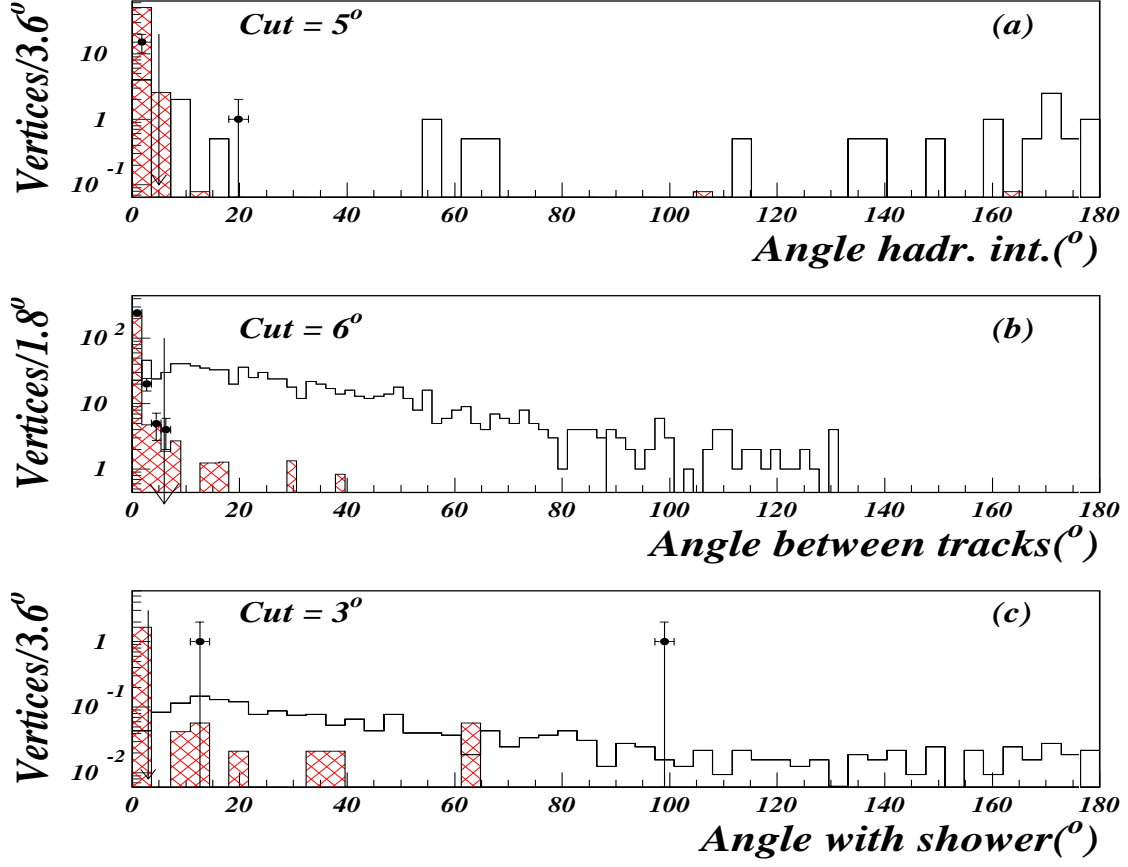 Cut = 5°
(a)
Vertices/3.6°
10
1
10 -1
0 20 40 60 80 100 120 140 160 180
Angle hadr. int.(°)
Cut = 6°
(b)
Vertices/1.8°
10 2
10
1
0 20 40 60 80 100 120 140 160 180
Angle between tracks(°)
Cut = 3°
(c)
Vertices/3.6°
1
10 -1
10 -2
0 20 40 60 80 100 120 140 160 180
Angle with shower(°)